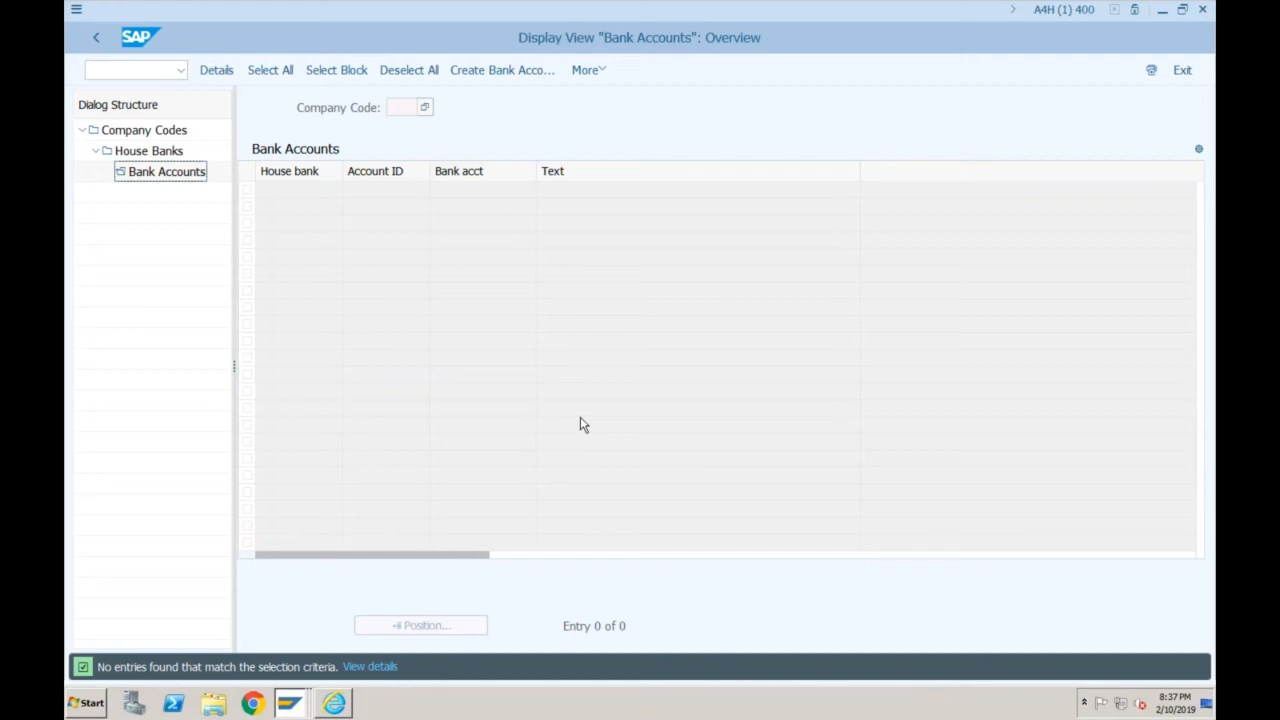 A4H (1) 400
SAP
Display View "Bank Accounts": Overview
Details Select All Select Block Deselect All Create Bank Acco... More Exit
Dialog Structure
Company Codes
House Banks
Bank Accounts
Company Code:
Bank Accounts
House bank Account ID Bank acct Text
Position...
Entry 0 of 0
No entries found that match the selection criteria. View details
Start
8:37 PM
2/10/2019